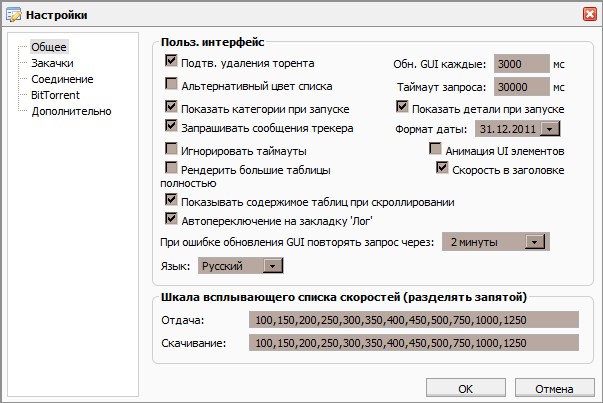 Настройки
Общее
Закачки
Соединение
BitTorrent
Дополнительно
Польз. интерфейс
Подтв. удаления торента
Обн. GUI каждые: 3000 мс
Альтернативный цвет списка
Таймаут запроса: 30000 мс
Показать категории при запуске
Показать детали при запуске
Запрашивать сообщения трекера
Формат даты: 31.12.2011
Игнорировать таймауты
Анимация UI элементов
Рендерить большие таблицы
полностью
Скорость в заголовке
Показывать содержимое таблиц при скроллировании
Автопереключение на закладку 'Лог'
При ошибке обновления GUI повторять запрос через: 2 минуты
Язык: Русский
Шкала всплывающего списка скоростей (разделять запятой)
Отдача: 100,150,200,250,300,350,400,450,500,750,1000,1250
Скачивание: 100,150,200,250,300,350,400,450,500,750,1000,1250
OK
Отмена